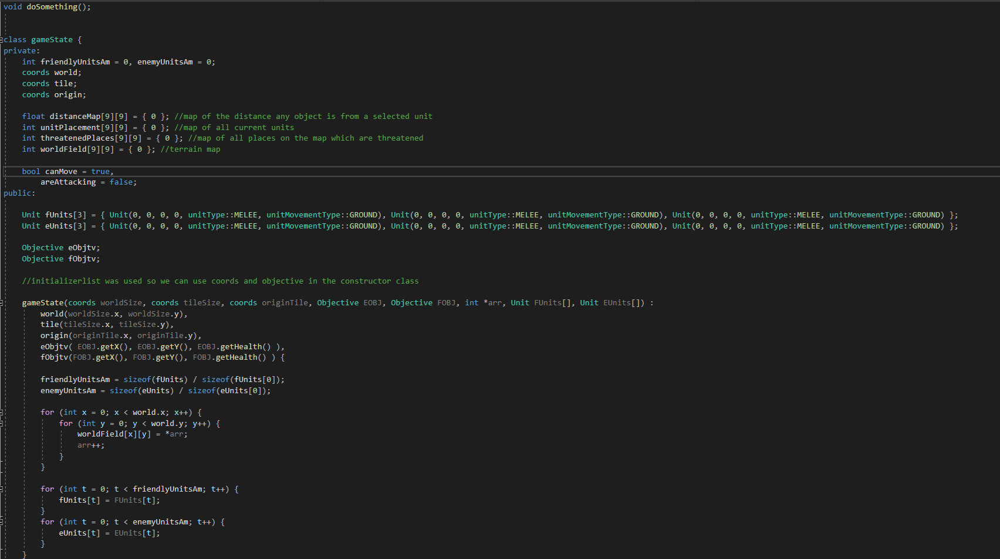 void doSomething();
class gameState {
private:
    int friendlyUnitsAm = 0, enemyUnitsAm = 0;
    coords world;
    coords tile;
    coords origin;
    float distanceMap[9][9] = { 0 }; //map of the distance any object is from a selected unit
    int unitPlacement[9][9] = { 0 }; //map of all current units
    int threatenedPlaces[9][9] = { 0 }; //map of all places on the map which are threatened
    int worldField[9][9] = { 0 }; //terrain map
    bool canMove = true,
        areAttacking = false;
public:
    Unit fUnits[3] = { Unit(0, 0, 0, 0, unitType::MELEE, unitMovementType::GROUND), Unit(0, 0, 0, 0, unitType::MELEE, unitMovementType::GROUND), Unit(0, 0, 0, 0, unitType::MELEE, unitMovementType::GROUND) };
    Unit eUnits[3] = { Unit(0, 0, 0, 0, unitType::MELEE, unitMovementType::GROUND), Unit(0, 0, 0, 0, unitType::MELEE, unitMovementType::GROUND), Unit(0, 0, 0, 0, unitType::MELEE, unitMovementType::GROUND) };
    Objective eObjtv;
    Objective fObjtv;
    //initializerlist was used so we can use coords and objective in the constructor class
    gameState(coords worldSize, coords tileSize, coords originTile, Objective EOBJ, Objective FOBJ, int *arr, Unit FUnits[], Unit EUnits[]) :
        world(worldSize.x, worldSize.y),
        tile(tileSize.x, tileSize.y),
        origin(originTile.x, originTile.y),
        eObjtv( EOBJ.getX(), EOBJ.getY(), EOBJ.getHealth() ),
        fObjtv(FOBJ.getX(), FOBJ.getY(), FOBJ.getHealth() ) {
        friendlyUnitsAm = sizeof(fUnits) / sizeof(fUnits[0]);
        enemyUnitsAm = sizeof(eUnits) / sizeof(eUnits[0]);
        for (int x = 0; x < world.x; x++) {
            for (int y = 0; y < world.y; y++) {
                worldField[x][y] = *arr;
                arr++;
            }
        }
        for (int t = 0; t < friendlyUnitsAm; t++) {
            fUnits[t] = FUnits[t];
        }
        for (int t = 0; t < enemyUnitsAm; t++) {
            eUnits[t] = EUnits[t];
        }
    }